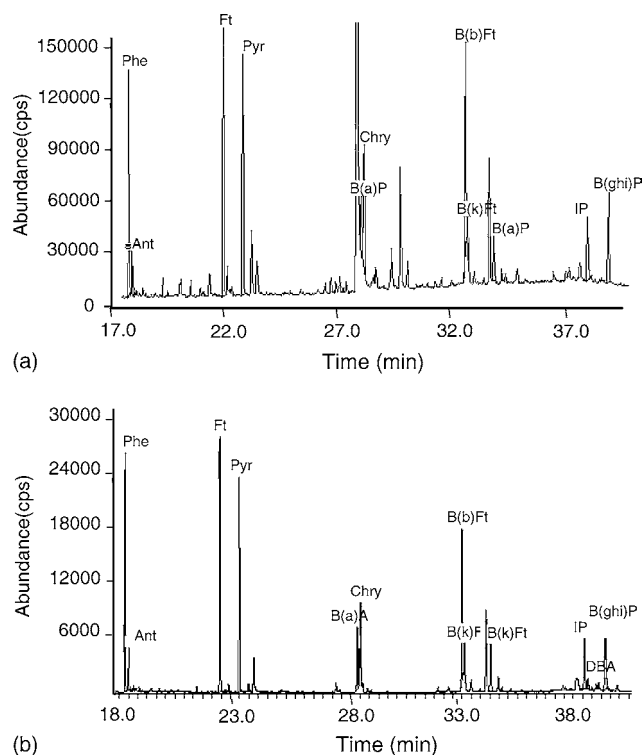 Abundance(cps)
150000
120000
90000
60000
30000
0
Phe
Ant
Ft
Pyr
Chry
B(a)P
B(b)Ft
B(k)Ft
B(a)P
IP
B(ghi)P
17.0 22.0 27.0 32.0 37.0
Time (min)
(a)
Abundance(cps)
30000
24000
18000
12000
6000
Phe
Ant
Ft
Pyr
Chry
B(a)A
B(b)Ft
B(k)F
B(k)Ft
IP
DBA
B(ghi)P
18.0 23.0 28.0 33.0 38.0
Time (min)
(b)